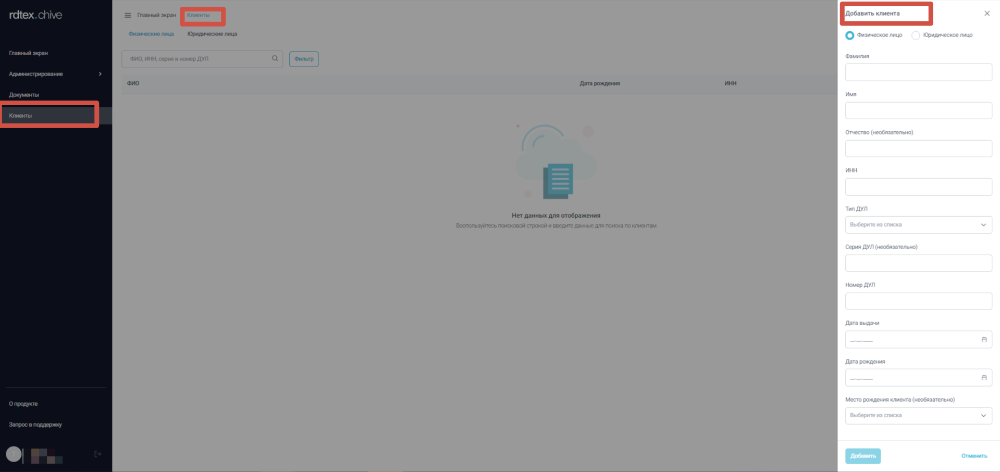 rdtex.chive
Главный экран
Администрирование
Документы
Клиенты
О продукте
Запрос в поддержку
Главный экран
Клиенты
Физические лица
Юридические лица
ФИО, ИНН, серия и номер ДУЛ
Фильтр
ФИО
Дата рождения
ИНН
Нет данных для отображения
Воспользуйтесь поисковой строкой и введите данные для поиска по клиентам
Добавить клиента
Физическое лицо
Юридическое лицо
Фамилия
Имя
Отчество (необязательно)
ИНН
Тип ДУЛ
Выберите из списка
Серия ДУЛ (необязательно)
Номер ДУЛ
Дата выдачи
__.__.____
Дата рождения
__.__.____
Место рождения клиента (необязательно)
Выберите из списка
Добавить
Отменить